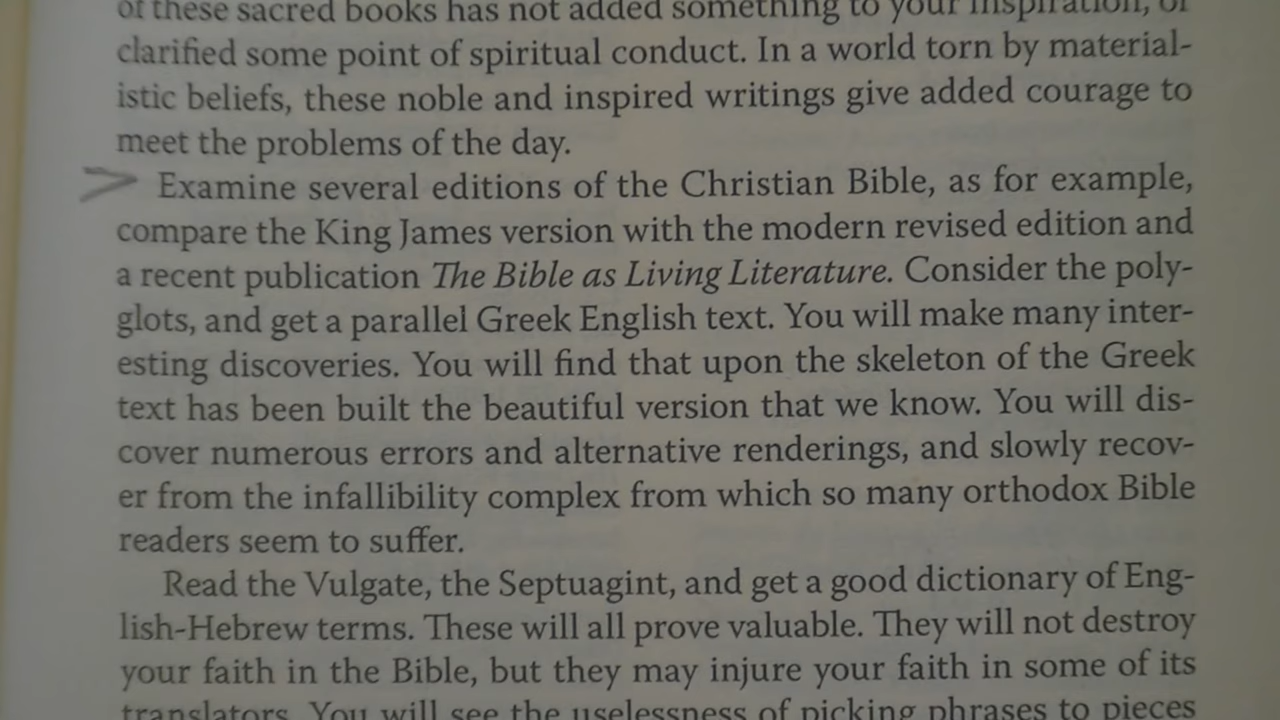 of these sacred books has not added something to your inspiration, or
clarified some point of spiritual conduct. In a world torn by material-
istic beliefs, these noble and inspired writings give added courage to
meet the problems of the day.
Examine several editions of the Christian Bible, as for example,
compare the King James version with the modern revised edition and
a recent publication The Bible as Living Literature. Consider the poly-
glots, and get a parallel Greek English text. You will make many inter-
esting discoveries. You will find that upon the skeleton of the Greek
text has been built the beautiful version that we know. You will dis-
cover numerous errors and alternative renderings, and slowly recov-
er from the infallibility complex from which so many orthodox Bible
readers seem to suffer.
Read the Vulgate, the Septuagint, and get a good dictionary of Eng-
lish-Hebrew terms. These will all prove valuable. They will not destroy
your faith in the Bible, but they may injure your faith in some of its
translators. You will see the uselessness of picking phrases to pieces